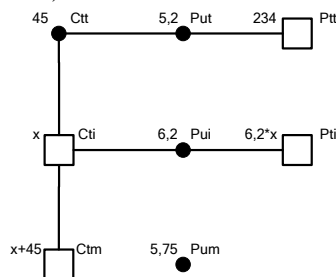 45 Ctt 5,2 Put 234 Ptt
x Cti 6,2 Pui 6,2*x Pti
x+45 Ctm 5,75 Pum